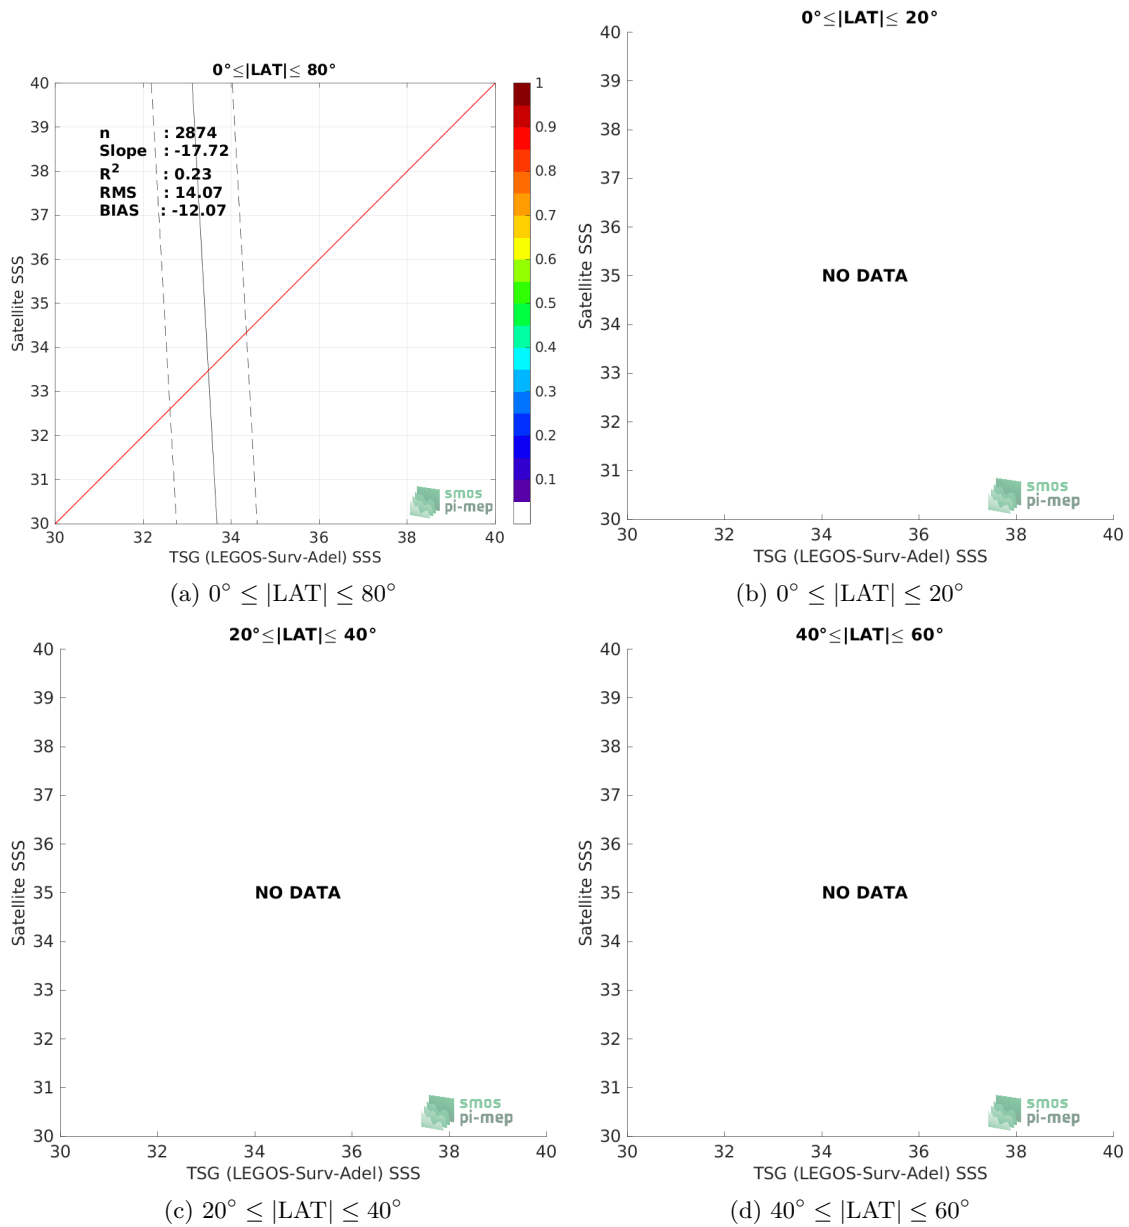 0°≤|LAT|≤ 80°
40
39
38
37
36
35
34
33
32
31
30
30
32
34
36
38
40
Satellite SSS
TSG (LEGOS-Surv-Adel) SSS
n : 2874
Slope : -17.72
R² : 0.23
RMS : 14.07
BIAS : -12.07
1
0.9
0.8
0.7
0.6
0.5
0.4
0.3
0.2
0.1
smos
pi-mep
(a) 0° ≤ |LAT| ≤ 80°
0°≤|LAT|≤ 20°
40
39
38
37
36
35
34
33
32
31
30
30
32
34
36
38
40
Satellite SSS
NO DATA
smos
pi-mep
TSG (LEGOS-Surv-Adel) SSS
(b) 0° ≤ |LAT| ≤ 20°
20°≤|LAT|≤ 40°
40
39
38
37
36
35
34
33
32
31
30
30
32
34
36
38
40
Satellite SSS
NO DATA
smos
pi-mep
TSG (LEGOS-Surv-Adel) SSS
(c) 20° ≤ |LAT| ≤ 40°
40°≤|LAT|≤ 60°
40
39
38
37
36
35
34
33
32
31
30
30
32
34
36
38
40
Satellite SSS
NO DATA
smos
pi-mep
TSG (LEGOS-Surv-Adel) SSS
(d) 40° ≤ |LAT| ≤ 60°